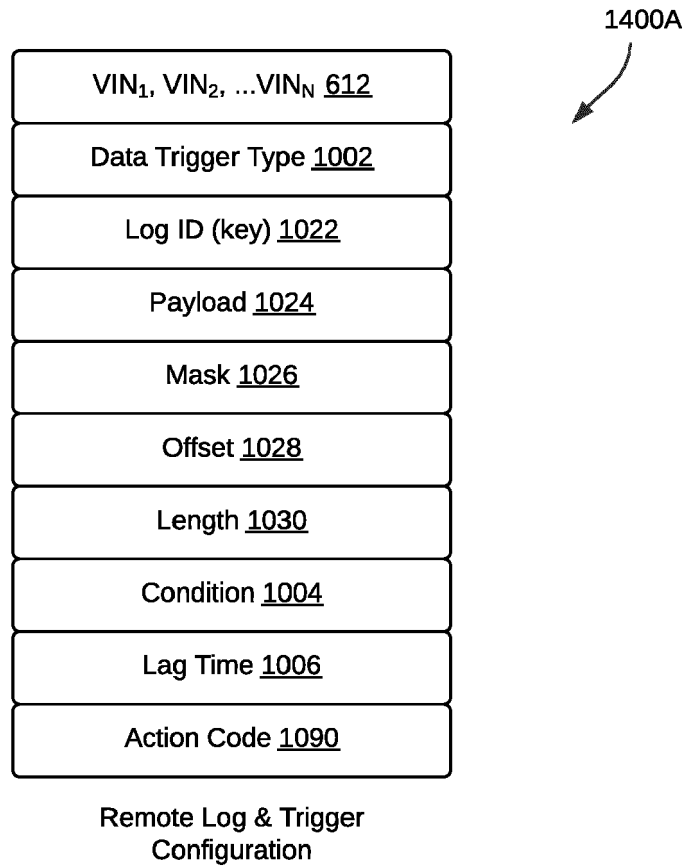 1400A
VIN₁, VIN₂, ...VINₙ 612
Data Trigger Type 1002
Log ID (key) 1022
Payload 1024
Mask 1026
Offset 1028
Length 1030
Condition 1004
Lag Time 1006
Action Code 1090
Remote Log & Trigger
Configuration